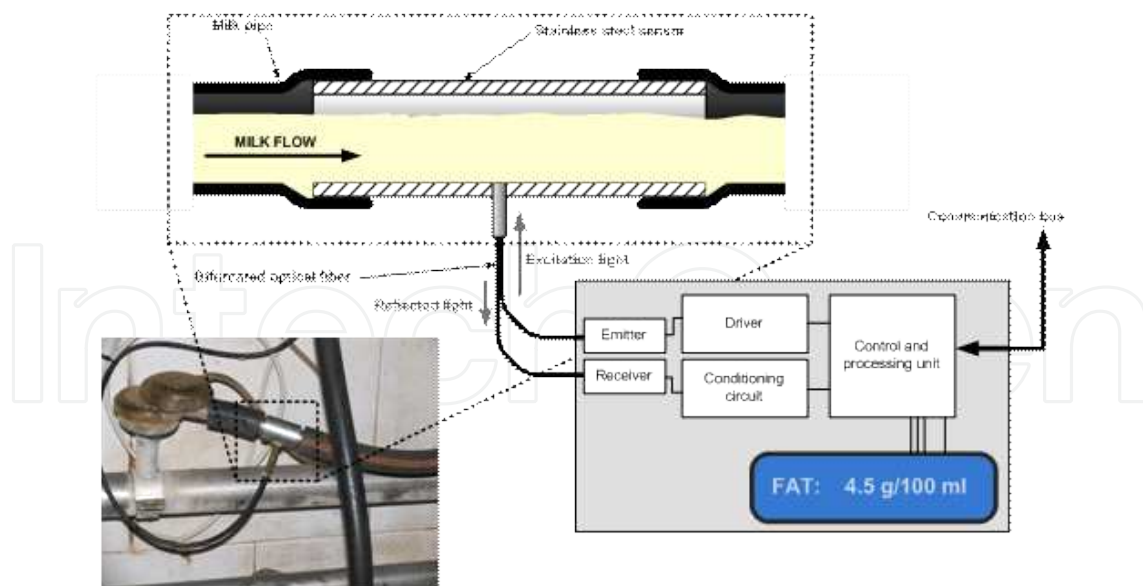 Milk pipe
Stainless steel sensor
MILK FLOW
Communication bus
Excitation light
Bifurcated optical fiber
Reflected light
Emitter
Driver
Control and
processing unit
Receiver
Conditioning
circuit
FAT: 4.5 g/100 ml